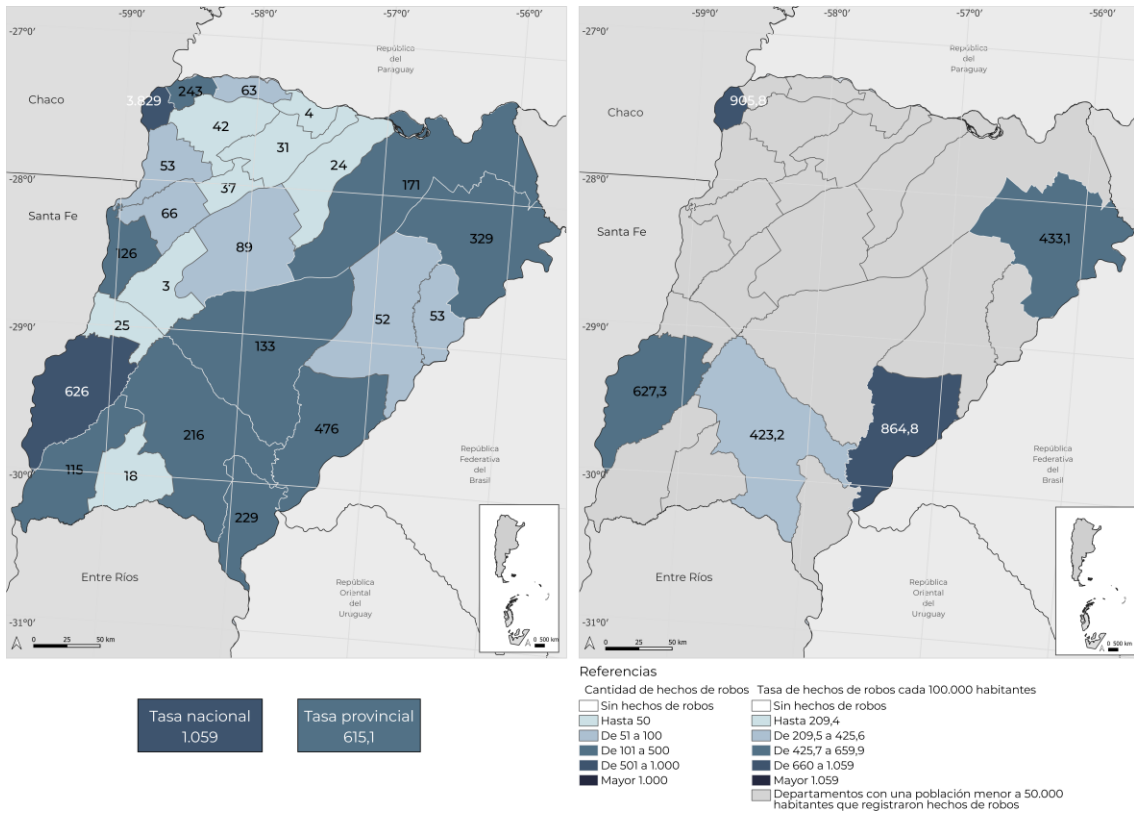 -59°0' -58°0' -57°0' -56°0'
-27°0'
República
del
Paraguay
Chaco
3.829
243
63
4
42
31
24
53
37
-28°0'
171
Santa Fe
66
126
89
329
3
52
53
25
-29°0'
133
626
216
476
República
Federativa
del
Brasil
115
18
-30°0'
229
Entre Ríos
República
Oriental
del
Uruguay
-31°0'
0 25 50 km
0 500 km
-59°0' -58°0' -57°0' -56°0'
-27°0'
República
del
Paraguay
Chaco
905,8
-28°0'
Santa Fe
433,1
-29°0'
627,3
423,2
864,8
República
Federativa
del
Brasil
-30°0'
Entre Ríos
República
Oriental
del
Uruguay
-31°0'
0 25 50 km
0 500 km
Tasa nacional
1.059
Tasa provincial
615,1
Referencias
Cantidad de hechos de robos
Sin hechos de robos
Hasta 50
De 51 a 100
De 101 a 500
De 501 a 1.000
Mayor 1.000
Tasa de hechos de robos cada 100.000 habitantes
Sin hechos de robos
Hasta 209,4
De 209,5 a 425,6
De 425,7 a 659,9
De 660 a 1.059
Mayor 1.059
Departamentos con una población menor a 50.000
habitantes que registraron hechos de robos